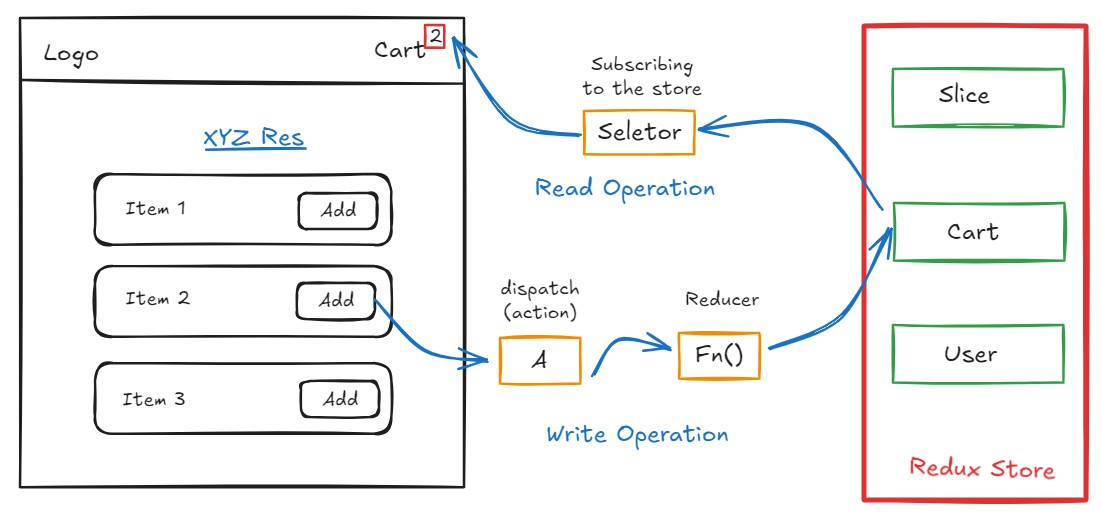 Logo
Cart
2
XYZ Res
Item 1
Add
Item 2
Add
Item 3
Add
Subscribing
to the store
Seletor
Read Operation
dispatch
(action)
A
Reducer
Fn()
Write Operation
Slice
Cart
User
Redux Store